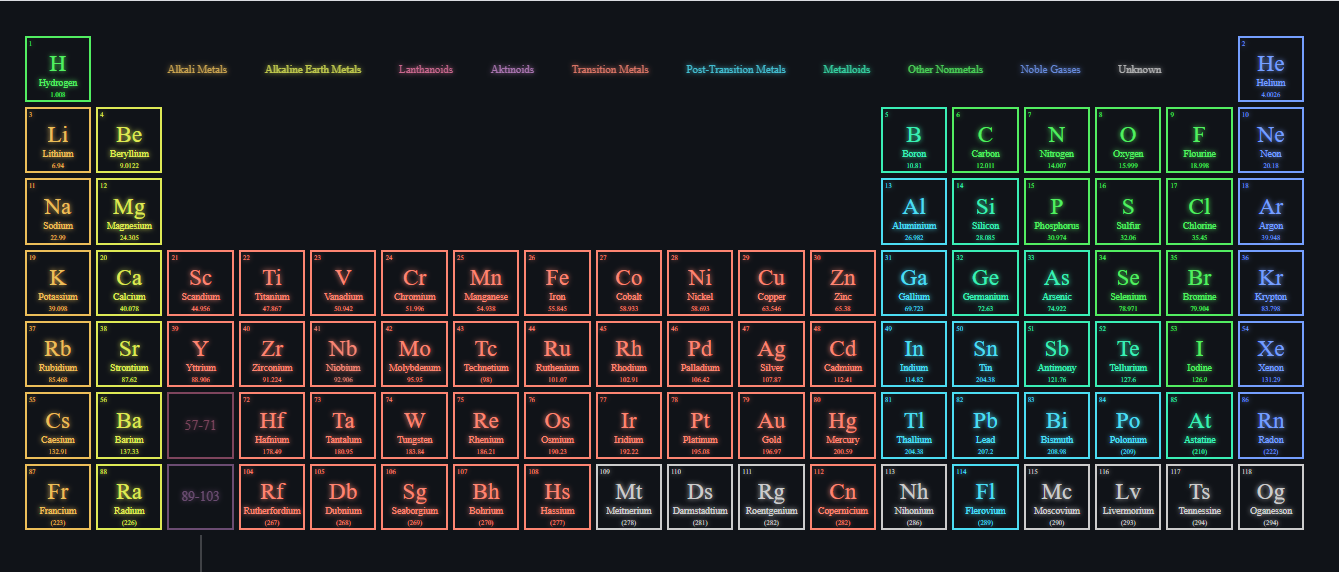 1 2
H Alkali Metals Alkaline Earth Metals Lanthanoids Aktinoids Transition Metals Post-Transition Metals Metalloids Other Nonmetals Noble Gasses Unknown He
Hydrogen Helium
1.008 4.0026
3 4 5 6 7 8 9 10
Li Be B C N O F Ne
Lithium Beryllium Boron Carbon Nitrogen Oxygen Flourine Neon
6.94 9.0122 10.81 12.011 14.007 15.999 18.998 20.18
11 12 13 14 15 16 17 18
Na Mg Al Si P S Cl Ar
Sodium Magnesium Aluminium Silicon Phosphorus Sulfur Chlorine Argon
22.99 24.305 26.982 28.085 30.974 32.06 35.45 39.948
19 20 21 22 23 24 25 26 27 28 29 30 31 32 33 34 35 36
K Ca Sc Ti V Cr Mn Fe Co Ni Cu Zn Ga Ge As Se Br Kr
Potassium Calcium Scandium Titanium Vanadium Chromium Manganese Iron Cobalt Nickel Copper Zinc Gallium Germanium Arsenic Selenium Bromine Krypton
39.098 40.078 44.956 47.867 50.942 51.996 54.938 55.845 58.933 58.693 63.546 65.38 69.723 72.63 74.922 78.971 79.904 83.798
37 38 39 40 41 42 43 44 45 46 47 48 49 50 51 52 53 54
Rb Sr Y Zr Nb Mo Tc Ru Rh Pd Ag Cd In Sn Sb Te I Xe
Rubidium Strontium Yttrium Zirconium Niobium Molybdenum Technetium Ruthenium Rhodium Palladium Silver Cadmium Indium Tin Antimony Tellurium Iodine Xenon
85.468 87.62 88.906 91.224 92.906 95.95 (98) 101.07 102.91 106.42 107.87 112.41 114.82 204.38 121.76 127.6 126.9 131.29
55 56 72 73 74 75 76 77 78 79 80 81 82 83 84 85 86
Cs Ba 57-71 Hf Ta W Re Os Ir Pt Au Hg Tl Pb Bi Po At Rn
Caesium Barium Hafnium Tantalum Tungsten Rhenium Osmium Iridium Platinum Gold Mercury Thallium Lead Bismuth Polonium Astatine Radon
132.91 137.33 178.49 180.95 183.84 186.21 190.23 192.22 195.08 196.97 200.59 204.38 207.2 208.98 (209) (210) (222)
87 88 104 105 106 107 108 109 110 111 112 113 114 115 116 117 118
Fr Ra 89-103 Rf Db Sg Bh Hs Mt Ds Rg Cn Nh Fl Mc Lv Ts Og
Francium Radium Rutherfordium Dubnium Seaborgium Bohrium Hassium Meitnerium Darmstadtium Roentgenium Copernicium Nihonium Flerovium Moscovium Livermorium Tennessine Oganesson
(223) (226) (267) (268) (269) (270) (277) (278) (281) (282) (282) (286) (289) (290) (293) (294) (294)